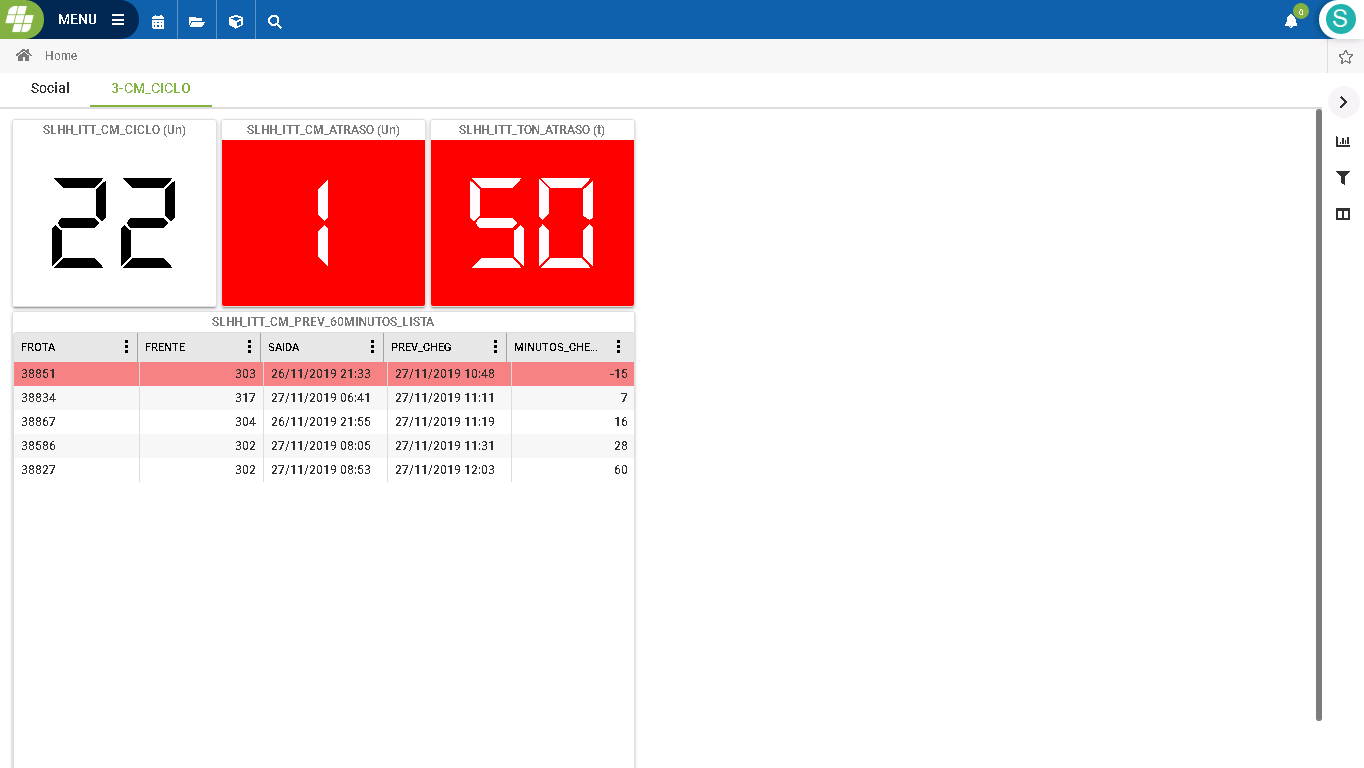 MENU
0
S
Home
Social 3-CM_CICLO
SLHH_ITT_CM_CICLO (Un) SLHH_ITT_CM_ATRASO (Un) SLHH_ITT_TON_ATRASO (t)
22 1 50
SLHH_ITT_CM_PREV_60MINUTOS_LISTA
FROTA FRENTE SAIDA PREV_CHEG MINUTOS_CHE...
38851 303 26/11/2019 21:33 27/11/2019 10:48 -15
38834 317 27/11/2019 06:41 27/11/2019 11:11 7
38867 304 26/11/2019 21:55 27/11/2019 11:19 16
38586 302 27/11/2019 08:05 27/11/2019 11:31 28
38827 302 27/11/2019 08:53 27/11/2019 12:03 60